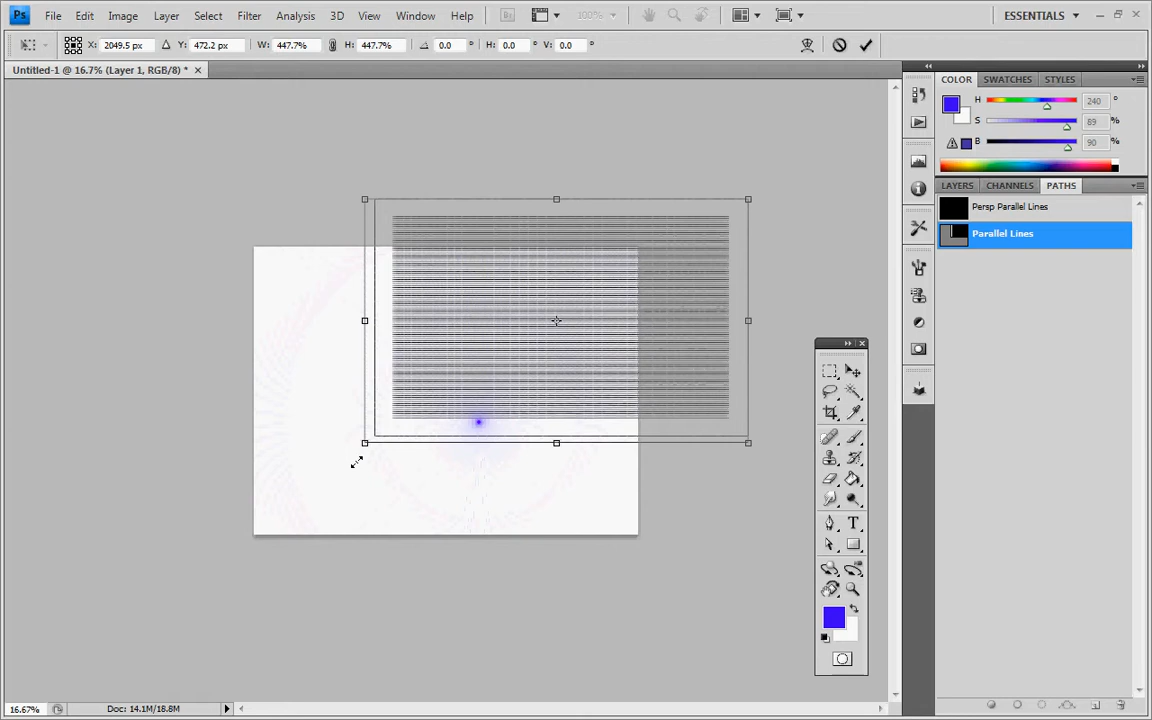 Ps File Edit Image Layer Select Filter Analysis 3D View Window Help Br 100% ESSENTIALS
X: 2049.5 px Y: 472.2 px W: 447.7% H: 447.7% 0.0 ° H: 0.0 ° V: 0.0 °
Untitled-1 @ 16.7% (Layer 1, RGB/8) *
COLOR SWATCHES STYLES
H 240 °
S 89 %
B 90 %
LAYERS CHANNELS PATHS
Persp Parallel Lines
Parallel Lines
T
16.67% Doc: 14.1M/18.8M